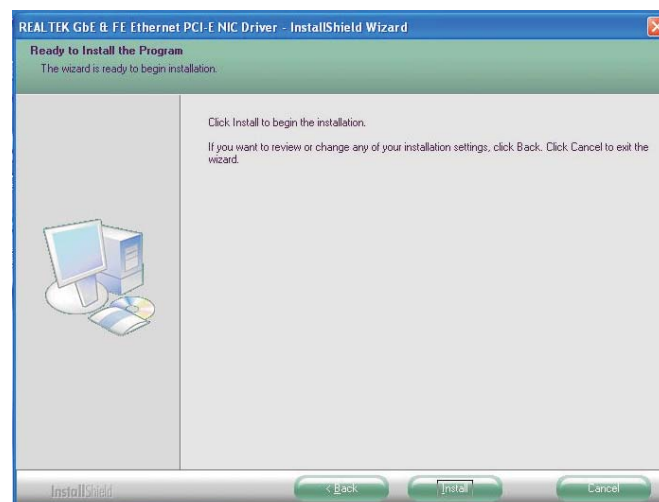 REALTEK GbE & FE Ethernet PCI-E NIC Driver - InstallShield Wizard
Ready to Install the Program
The wizard is ready to begin installation.
Click Install to begin the installation.
If you want to review or change any of your installation settings, click Back. Click Cancel to exit the
wizard.
InstallShield
< Back
Install
Cancel